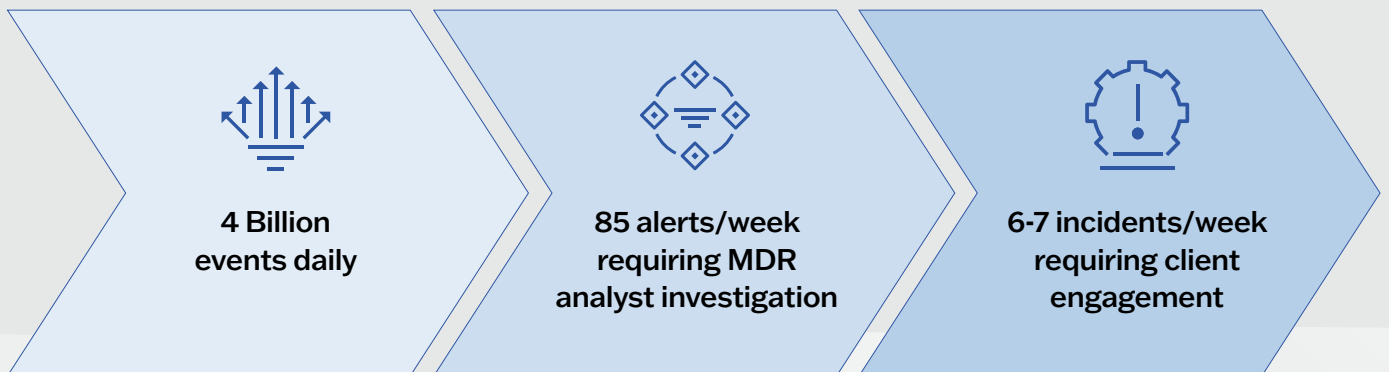 4 Billion
events daily
85 alerts/week
requiring MDR
analyst investigation
6-7 incidents/week
requiring client
engagement